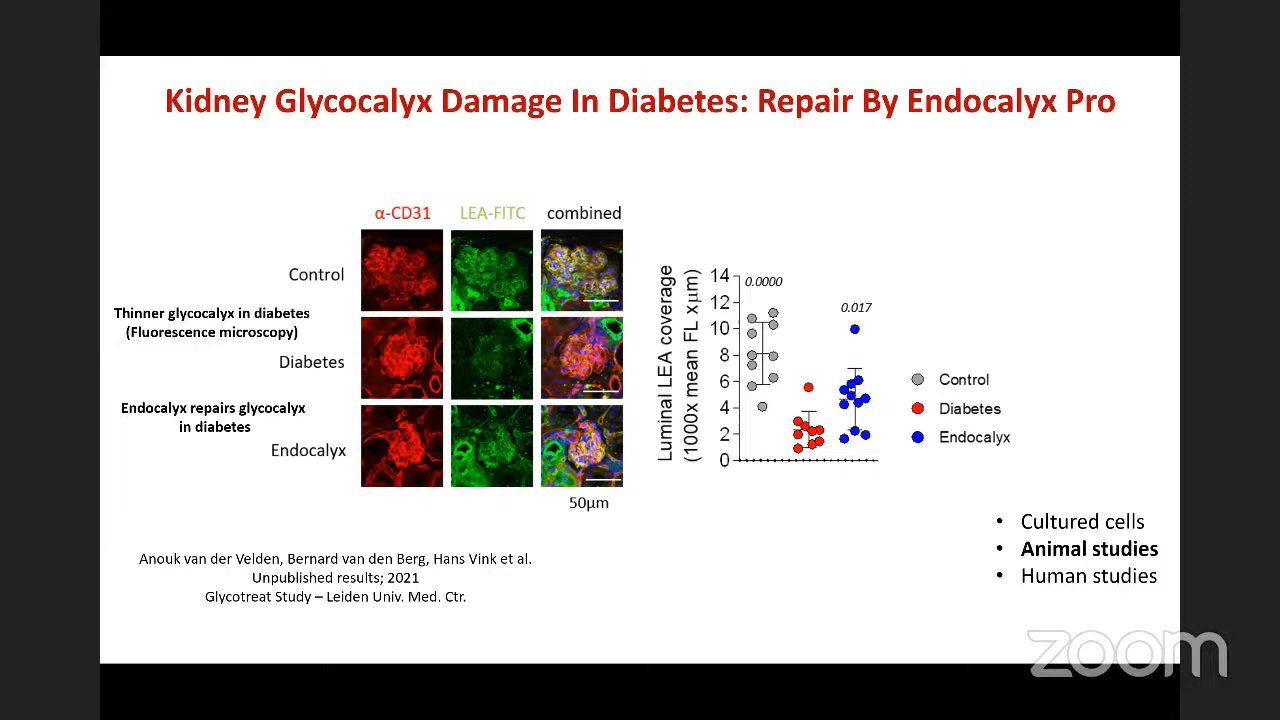 Kidney Glycocalyx Damage In Diabetes: Repair By Endocalyx Pro
α-CD31 LEA-FITC combined
Control
Thinner glycocalyx in diabetes
(Fluorescence microscopy)
Diabetes
Endocalyx repairs glycocalyx
in diabetes
Endocalyx
50μm
Luminal LEA coverage
(1000x mean FL xμm)
14
12
10
8
6
4
2
0
0.0000
0.017
Control
Diabetes
Endocalyx
• Cultured cells
• Animal studies
• Human studies
Anouk van der Velden, Bernard van den Berg, Hans Vink et al.
Unpublished results; 2021
Glycotreat Study – Leiden Univ. Med. Ctr.
zoom